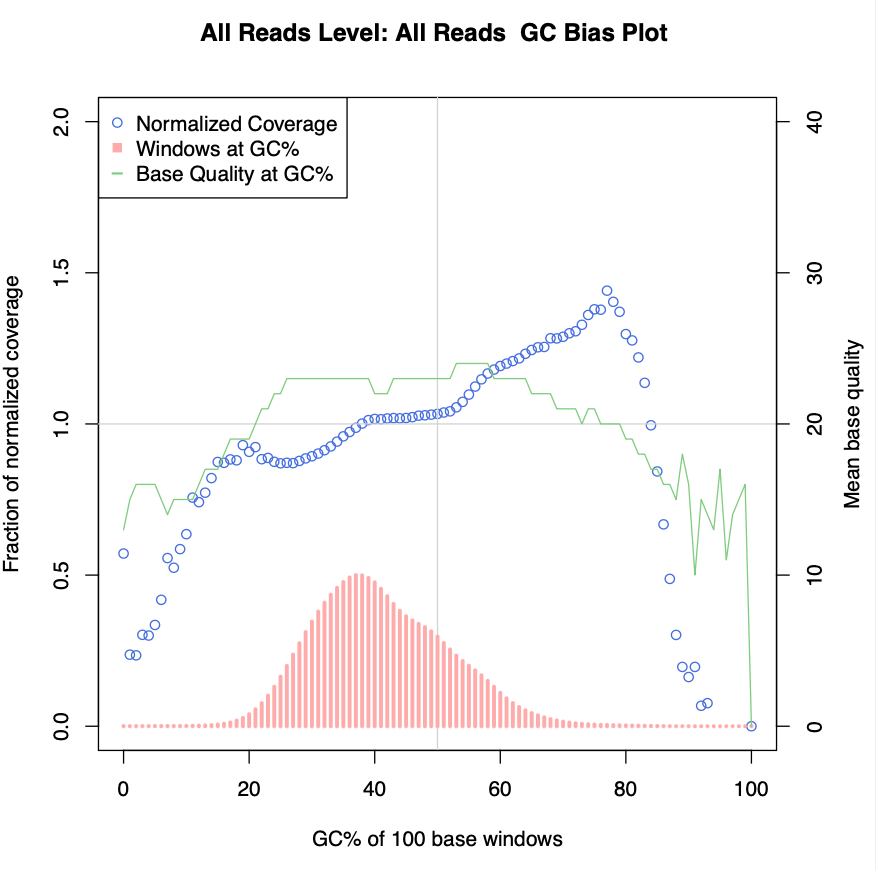 All Reads Level: All Reads  GC Bias Plot
Normalized Coverage
Windows at GC%
Base Quality at GC%
Fraction of normalized coverage
2.0
1.5
1.0
0.5
0.0
40
30
20
10
0
Mean base quality
0 20 40 60 80 100
GC% of 100 base windows